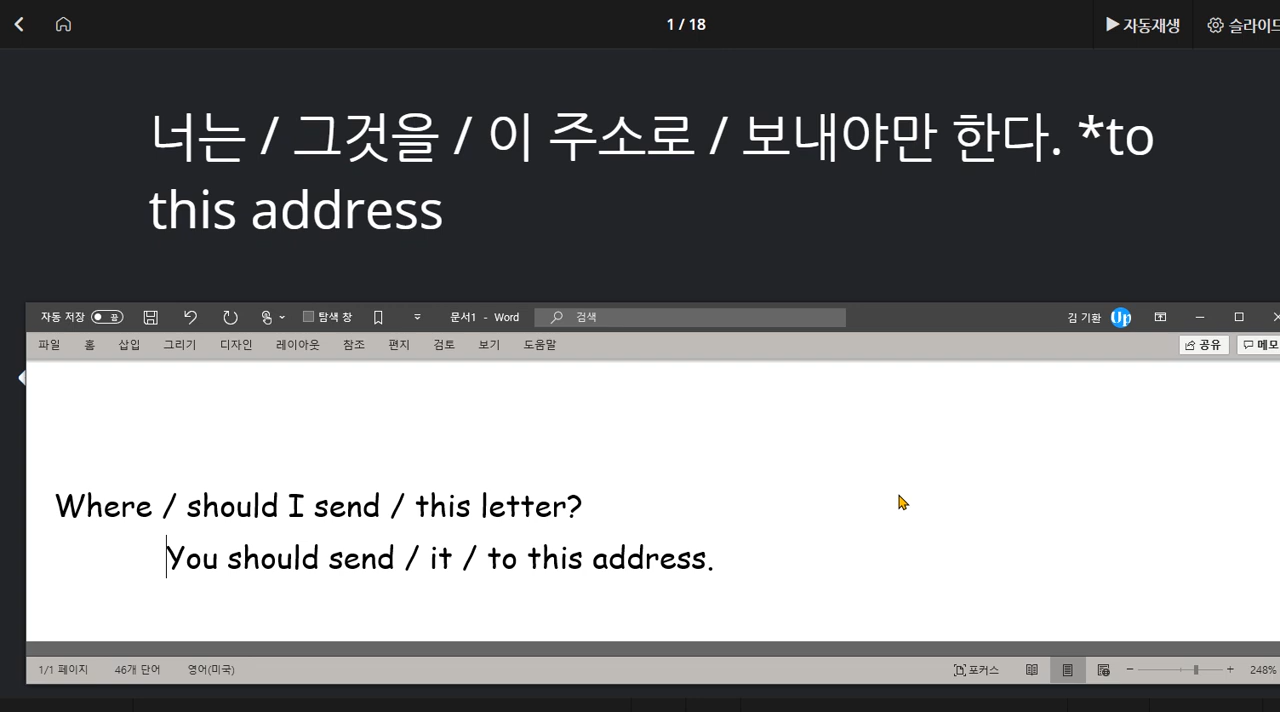 1 / 18
자동재생
슬라이드
너는 / 그것을 / 이 주소로 / 보내야만 한다. *to
this address
자동 저장 끔 탐색 창 문서1 - Word 검색 김 기환 Up
파일 홈 삽입 그리기 디자인 레이아웃 참조 편지 검토 보기 도움말 공유 메모
Where / should I send / this letter?
You should send / it / to this address.
1/1 페이지 46개 단어 영어(미국) 포커스 248%